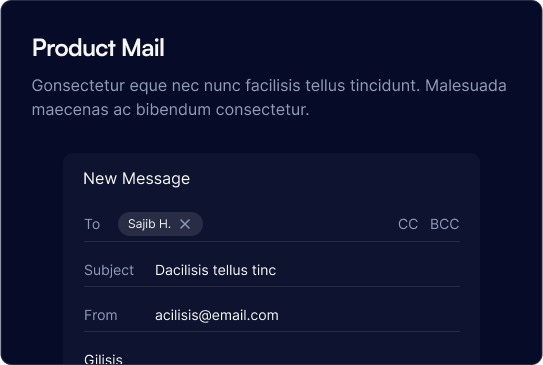 Product Mail
Gonsectetur eque nec nunc facilisis tellus tincidunt. Malesuada
maecenas ac bibendum consectetur.
New Message
To Sajib H. CC BCC
Subject Dacilisis tellus tinc
From acilisis@email.com
Gilisis